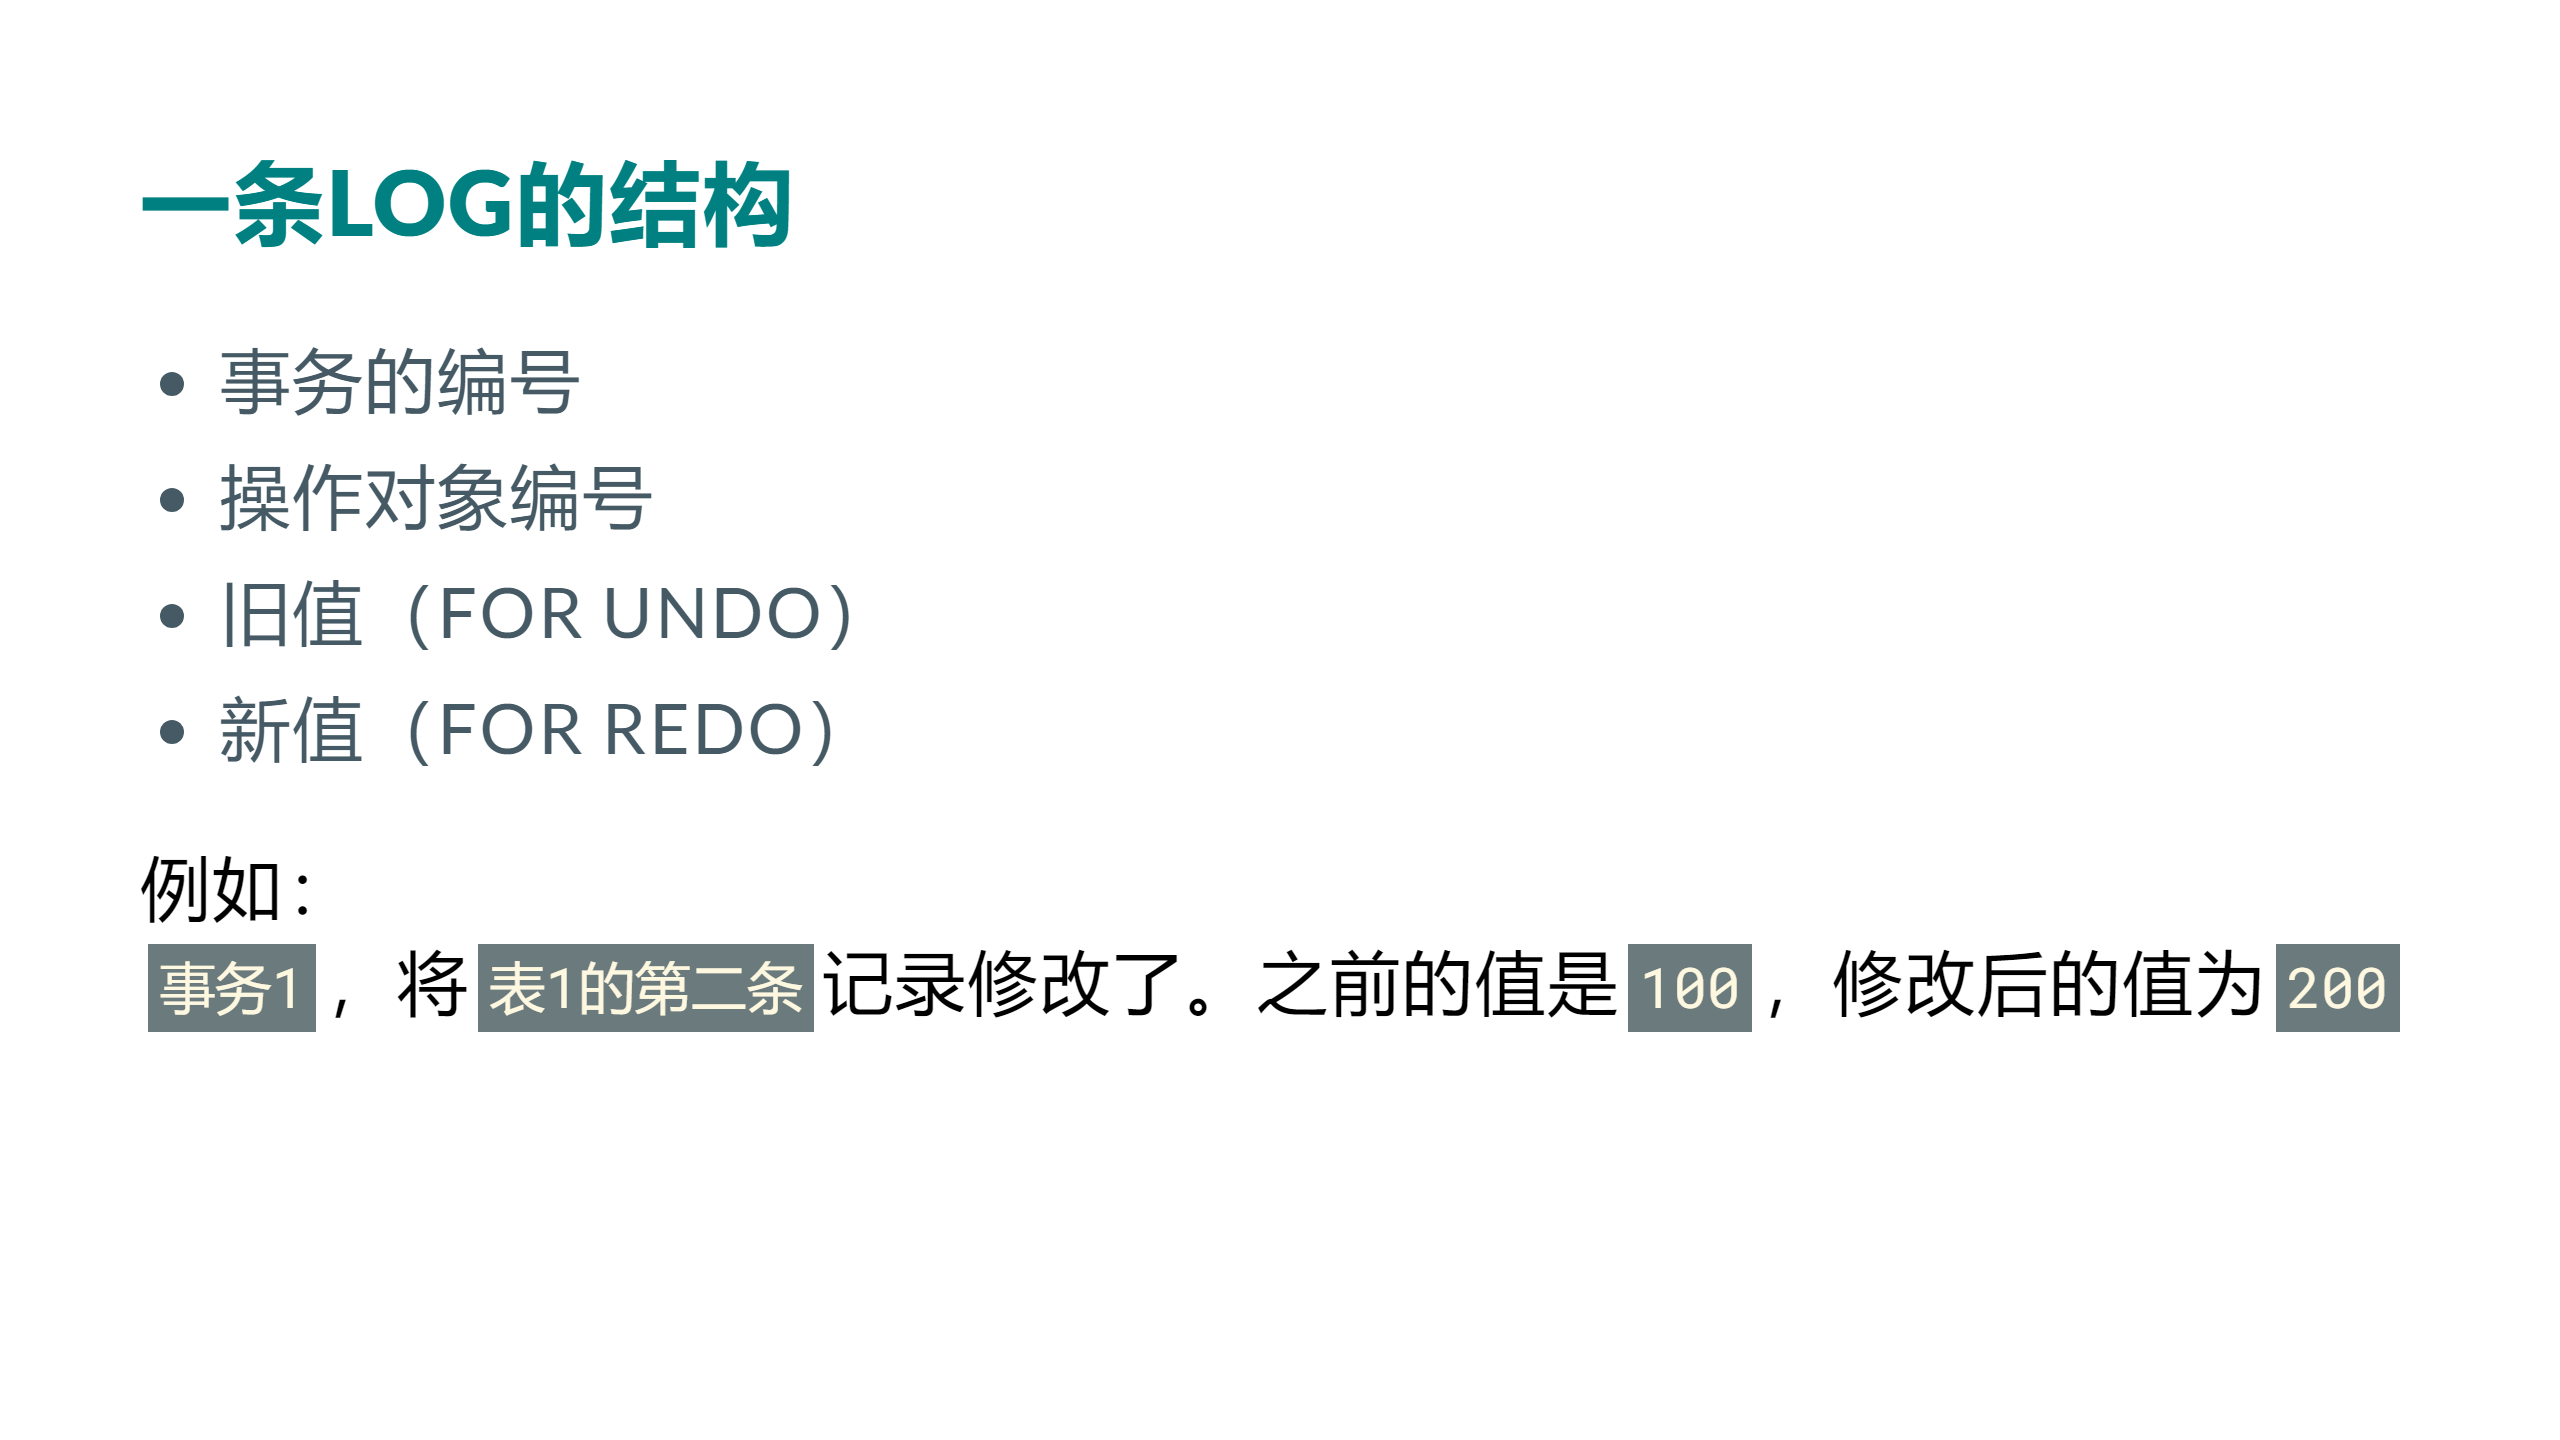 一条LOG的结构
事务的编号
操作对象编号
旧值（FOR UNDO）
新值（FOR REDO）
例如：
事务1，将表1的第二条记录修改了。之前的值是100，修改后的值为200